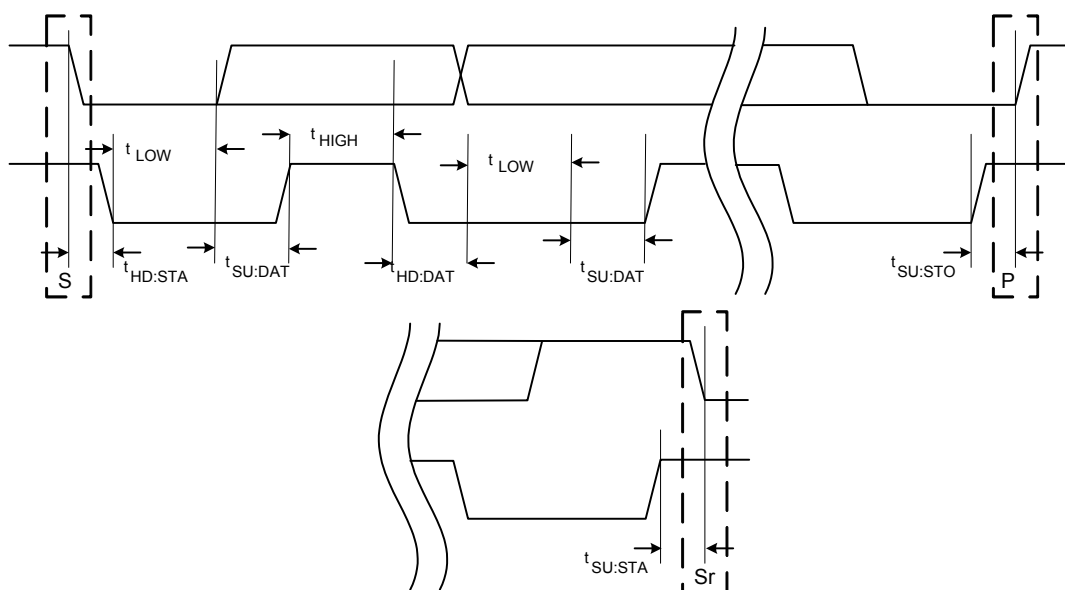 t LOW
t HIGH
t LOW
S
t HD:STA
t SU:DAT
t HD:DAT
t SU:DAT
t SU:STO
P
t SU:STA
Sr